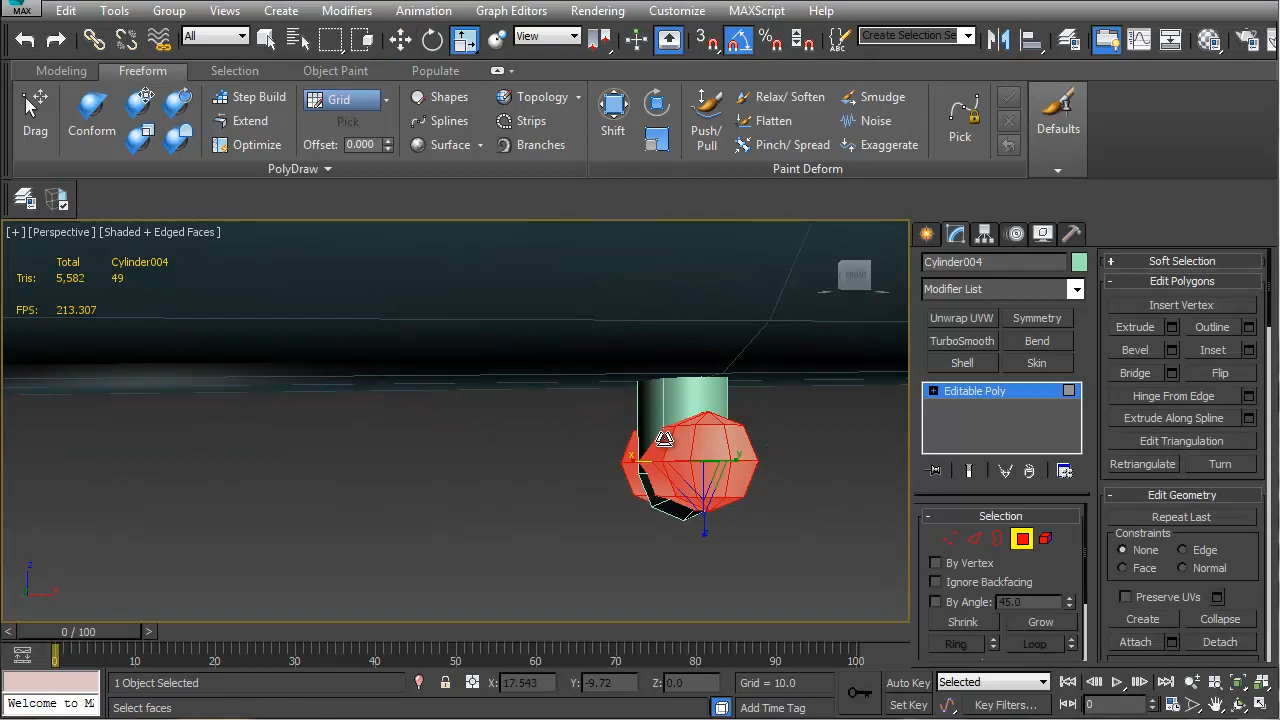 MAX Edit Tools Group Views Create Modifiers Animation Graph Editors Rendering Customize MAXScript Help
All View 3 % ABC Create Selection Se
Modeling Freeform Selection Object Paint Populate
Drag Conform Step Build Extend Optimize Grid Pick Offset: 0.000 Shapes Splines Surface Topology Strips Branches
Shift Push/ Pull Relax/ Soften Flatten Pinch/ Spread Smudge Noise Exaggerate Pick Defaults
PolyDraw Paint Deform
[+] [Perspective ] [Shaded + Edged Faces ]
Total Cylinder004
Tris: 5,582 49
FPS: 213.307
FRONT
x y z
z x
Cylinder004
Modifier List
Unwrap UVW Symmetry
TurboSmooth Bend
Shell Skin
Editable Poly
- Selection
By Vertex
Ignore Backfacing
By Angle: 45.0
Shrink Grow
Ring Loop
+ Soft Selection
- Edit Polygons
Insert Vertex
Extrude Outline
Bevel Inset
Bridge Flip
Hinge From Edge
Extrude Along Spline
Edit Triangulation
Retriangulate Turn
- Edit Geometry
Repeat Last
Constraints
None Edge
Face Normal
Preserve UVs
Create Collapse
Attach Detach
< 0 / 100 >
0 10 20 30 40 50 60 70 80 90 100
1 Object Selected X: 17.543 Y: -9.72 Z: 0.0 Grid = 10.0 Auto Key Selected
Welcome to M Select faces Add Time Tag Set Key Key Filters... 0